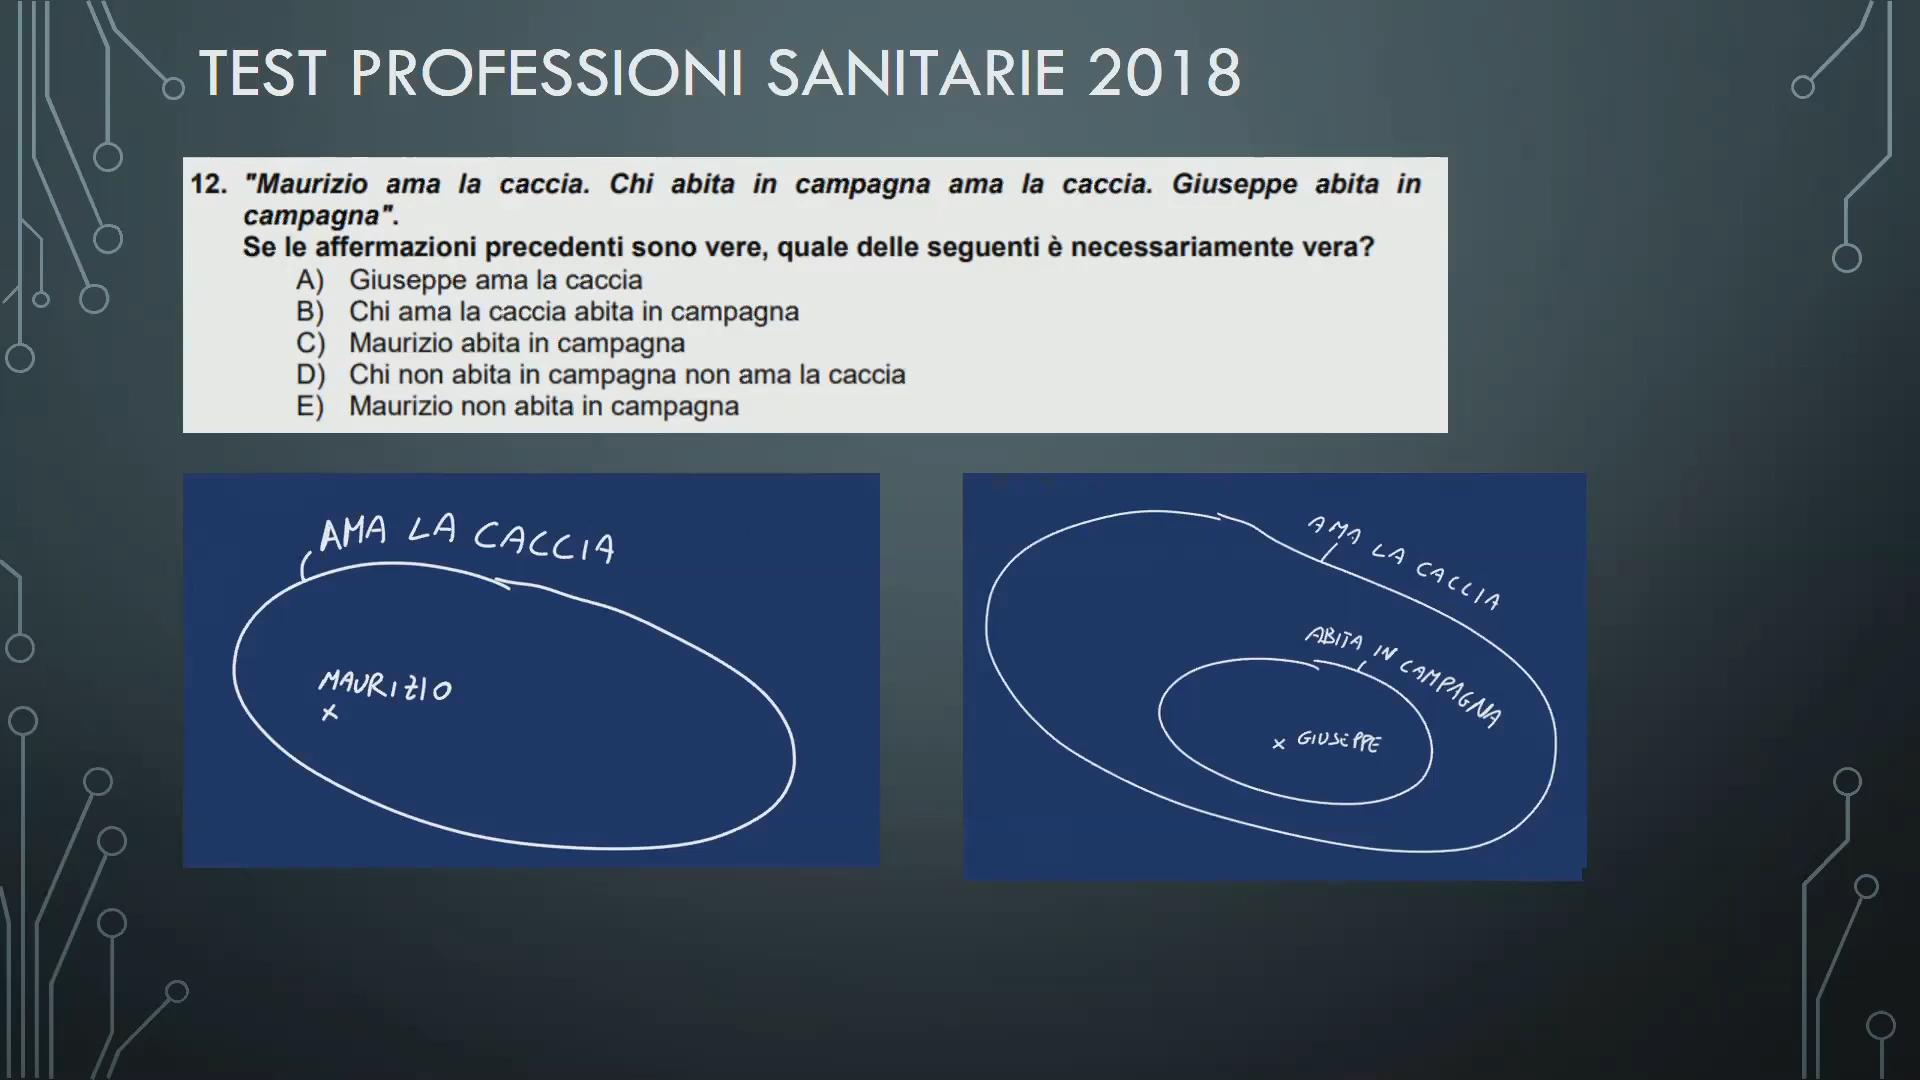 TEST PROFESSIONI SANITARIE 2018
12. "Maurizio ama la caccia. Chi abita in campagna ama la caccia. Giuseppe abita in
campagna".
Se le affermazioni precedenti sono vere, quale delle seguenti è necessariamente vera?
A) Giuseppe ama la caccia
B) Chi ama la caccia abita in campagna
C) Maurizio abita in campagna
D) Chi non abita in campagna non ama la caccia
E) Maurizio non abita in campagna
AMA LA CACCIA
MAURIZIO
AMA LA CACCIA
ABITA IN CAMPAGNA
GIUSEPPE